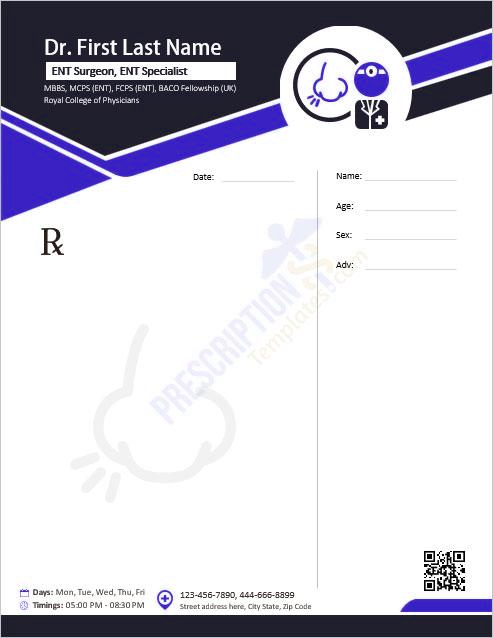 Dr. First Last Name
ENT Surgeon, ENT Specialist
MBBS, MCPS (ENT), FCPS (ENT), BACO Fellowship (UK)
Royal College of Physicians
Date:
Name:
Age:
Sex:
Adv:
Rx
PRESCRIPTION
Templates.com
Days: Mon, Tue, Wed, Thu, Fri
Timings: 05:00 PM - 08:30 PM
123-456-7890, 444-666-8899
Street address here, City State, Zip Code